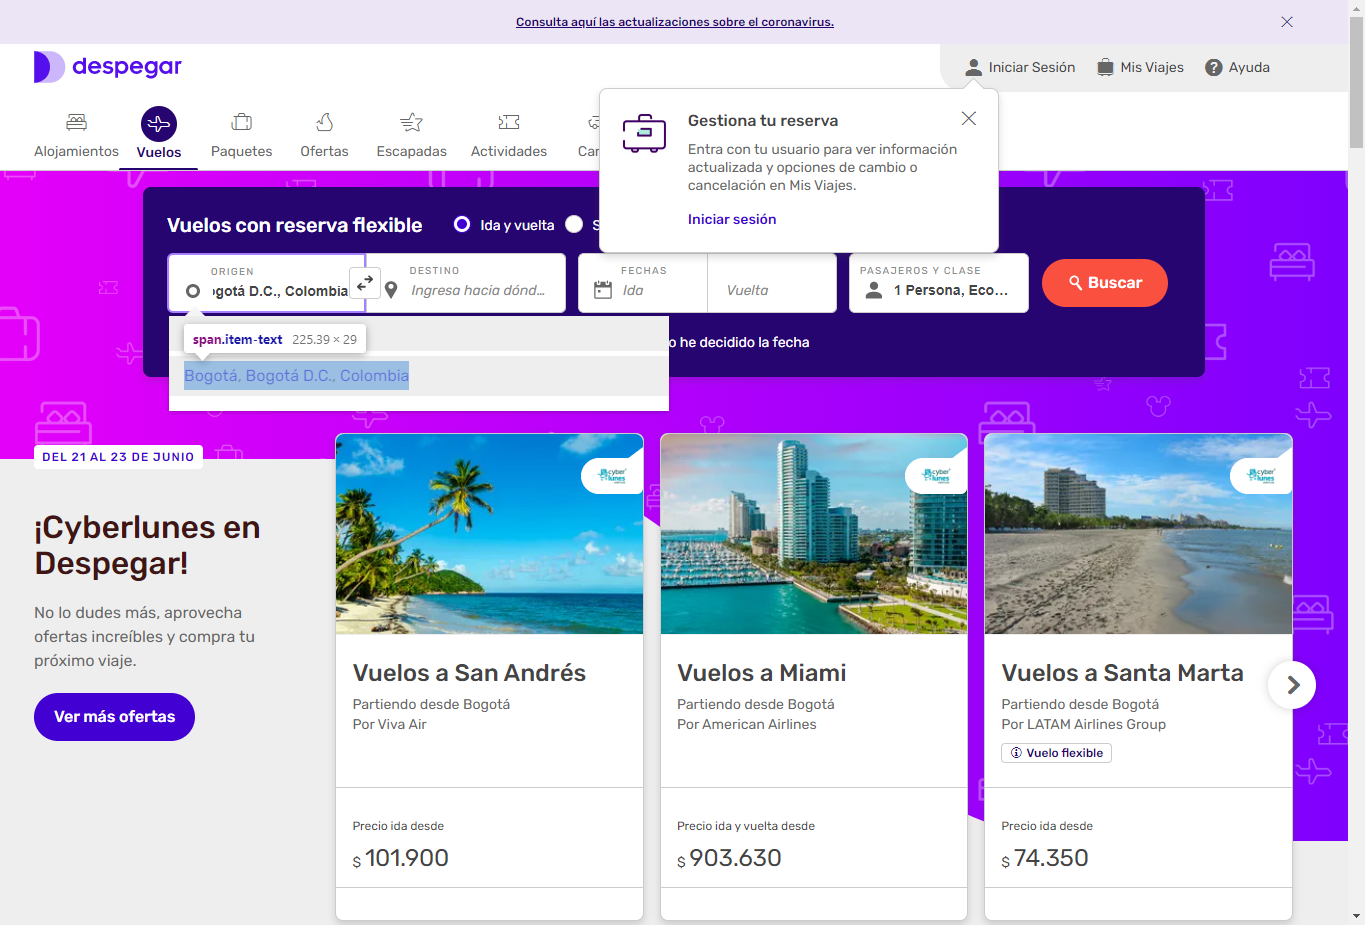 Consulta aquí las actualizaciones sobre el coronavirus.
despegar
Iniciar Sesión
Mis Viajes
Ayuda
Alojamientos
Vuelos
Paquetes
Ofertas
Escapadas
Actividades
Gestiona tu reserva
Entra con tu usuario para ver información
actualizada y opciones de cambio o
cancelación en Mis Viajes.
Iniciar sesión
Vuelos con reserva flexible
Ida y vuelta
ORIGEN
ogotá D.C., Colombia
DESTINO
Ingresa hacia dónd...
FECHAS
Ida
Vuelta
PASAJEROS Y CLASE
1 Persona, Eco...
Buscar
span.item-text 225.39 × 29
o he decidido la fecha
Bogotá, Bogotá D.C., Colombia
DEL 21 AL 23 DE JUNIO
¡Cyberlunes en
Despegar!
No lo dudes más, aprovecha
ofertas increíbles y compra tu
próximo viaje.
Ver más ofertas
cyber
lunes
Vuelos a San Andrés
Partiendo desde Bogotá
Por Viva Air
Precio ida desde
$ 101.900
cyber
lunes
Vuelos a Miami
Partiendo desde Bogotá
Por American Airlines
Precio ida y vuelta desde
$ 903.630
cyber
lunes
Vuelos a Santa Marta
Partiendo desde Bogotá
Por LATAM Airlines Group
Vuelo flexible
Precio ida desde
$ 74.350